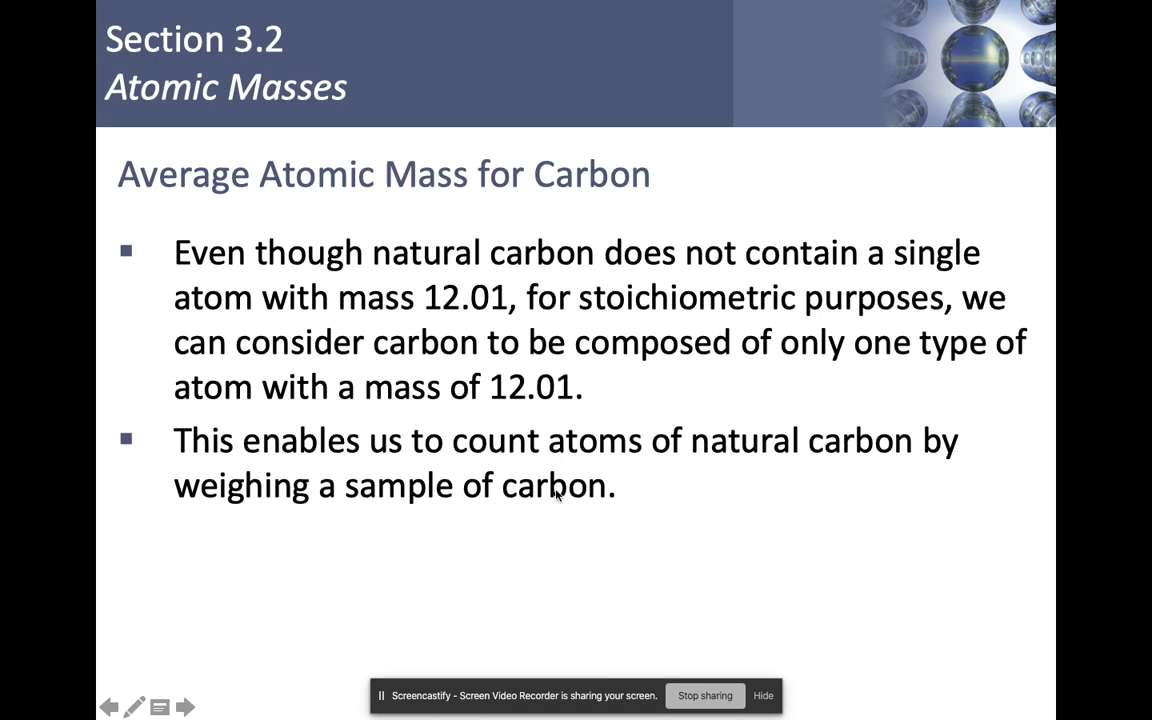 Section 3.2
Atomic Masses
Average Atomic Mass for Carbon
Even though natural carbon does not contain a single
atom with mass 12.01, for stoichiometric purposes, we
can consider carbon to be composed of only one type of
atom with a mass of 12.01.
This enables us to count atoms of natural carbon by
weighing a sample of carbon.
Screencastify - Screen Video Recorder is sharing your screen. Stop sharing Hide